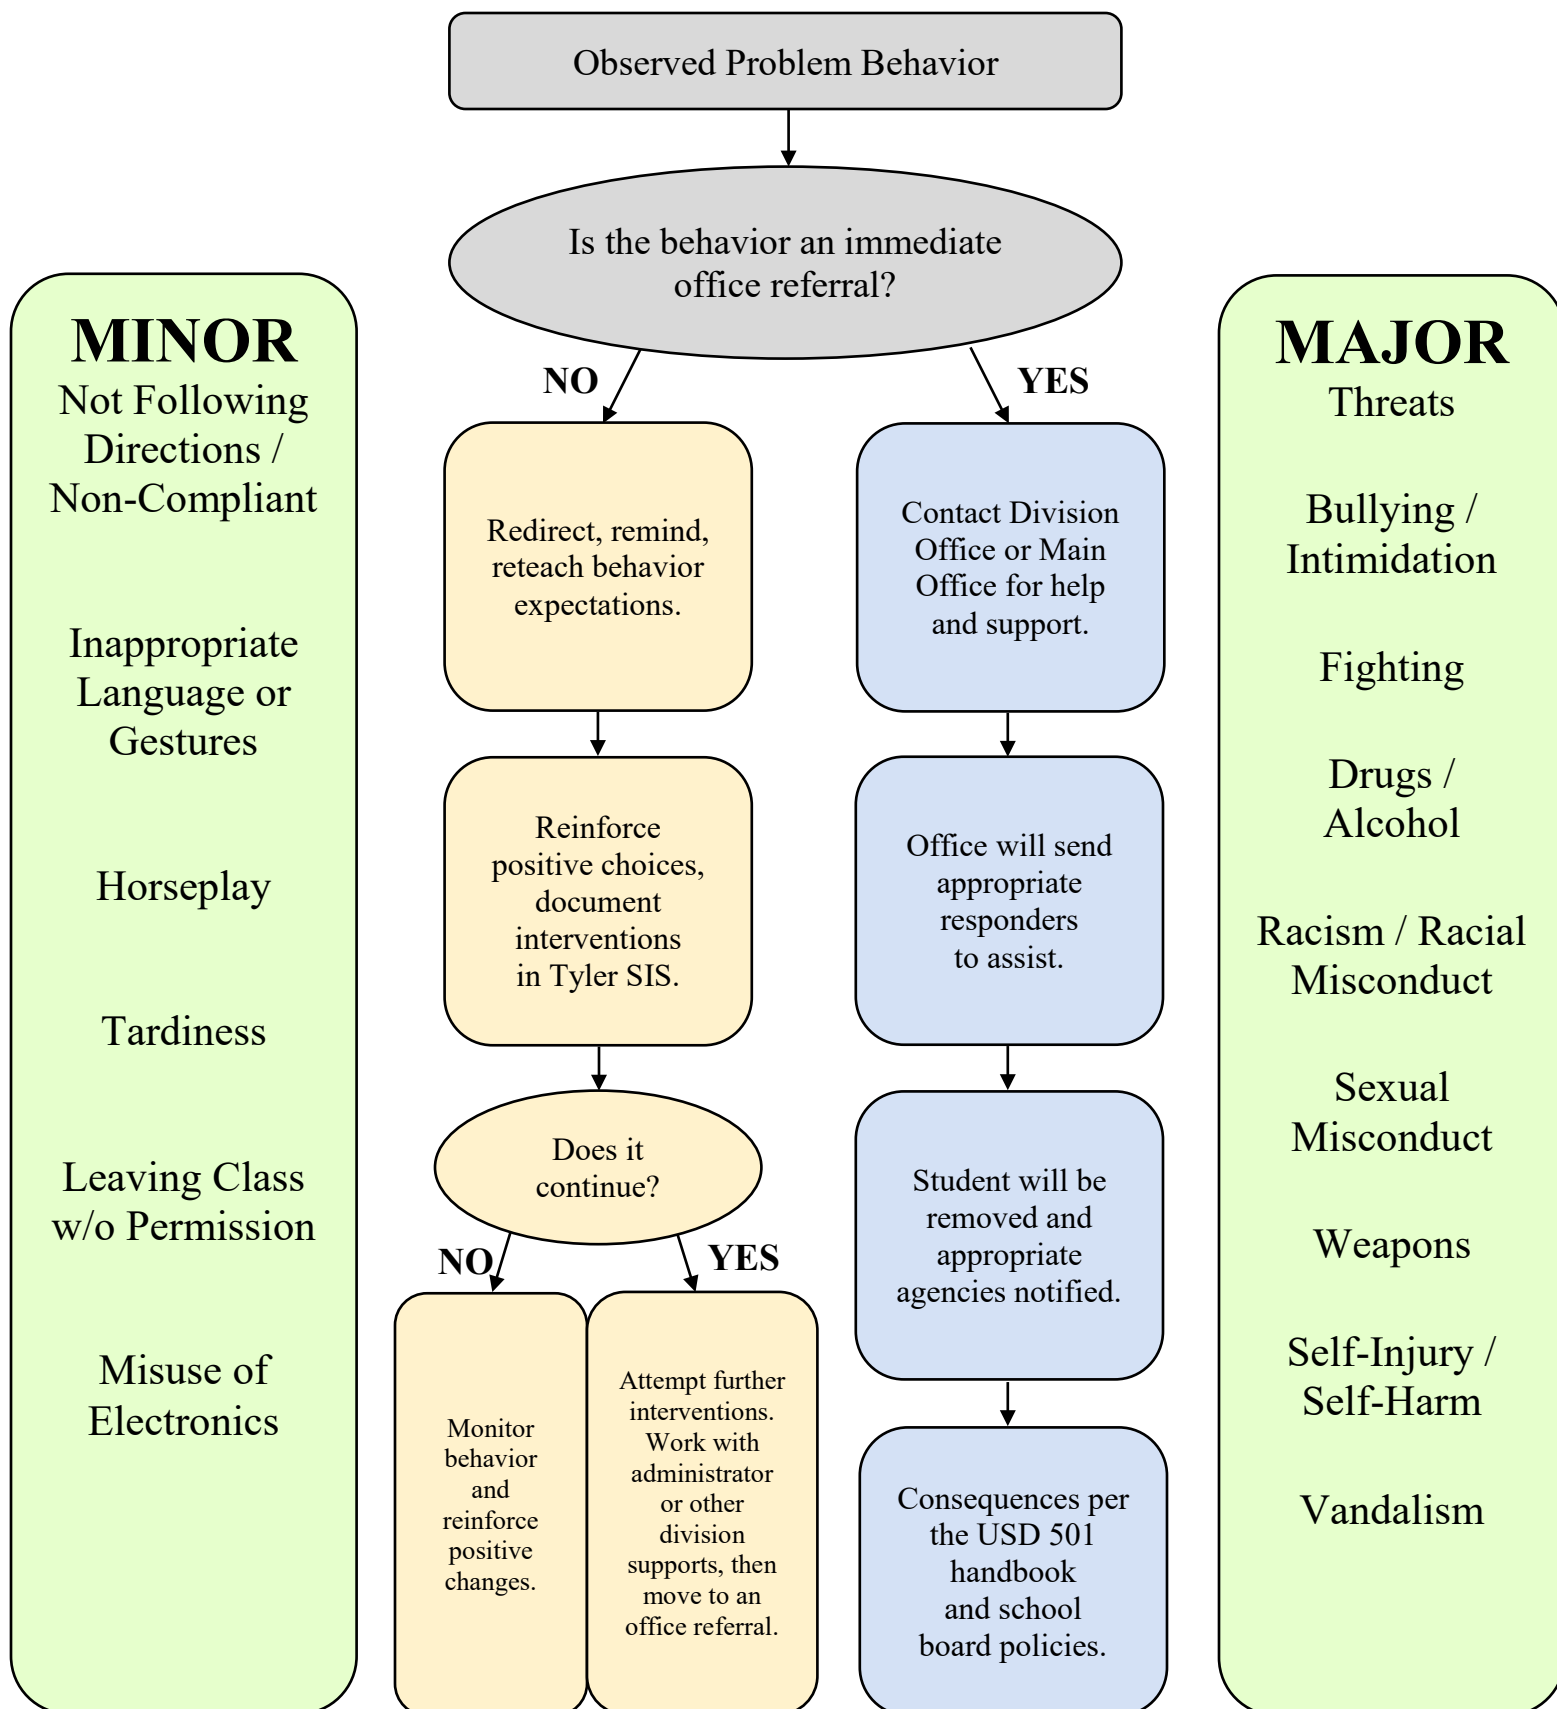 Observed Problem Behavior
Is the behavior an immediate
office referral?
NO
YES
MINOR
Not Following
Directions /
Non-Compliant
Inappropriate
Language or
Gestures
Horseplay
Tardiness
Leaving Class
w/o Permission
Misuse of
Electronics
Redirect, remind,
reteach behavior
expectations.
Reinforce
positive choices,
document
interventions
in Tyler SIS.
Does it
continue?
NO
YES
Monitor
behavior
and
reinforce
positive
changes.
Attempt further
interventions.
Work with
administrator
or other
division
supports, then
move to an
office referral.
Contact Division
Office or Main
Office for help
and support.
Office will send
appropriate
responders
to assist.
Student will be
removed and
appropriate
agencies notified.
Consequences per
the USD 501
handbook
and school
board policies.
MAJOR
Threats
Bullying /
Intimidation
Fighting
Drugs /
Alcohol
Racism / Racial
Misconduct
Sexual
Misconduct
Weapons
Self-Injury /
Self-Harm
Vandalism